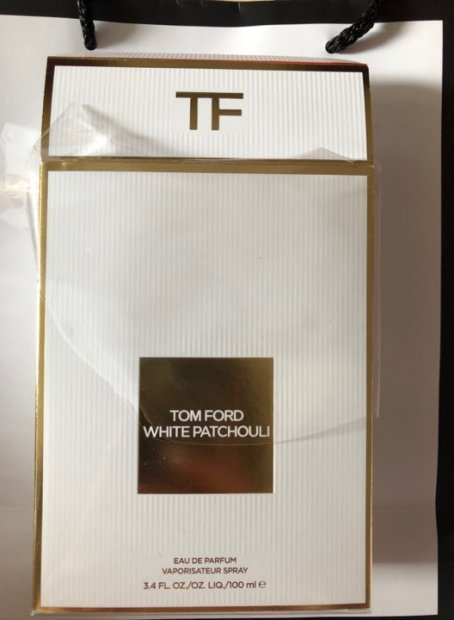 TF
TOM FORD
WHITE PATCHOULI
EAU DE PARFUM
VAPORISATEUR SPRAY
3.4 FL. OZ./OZ. LIQ./100 ml ℮